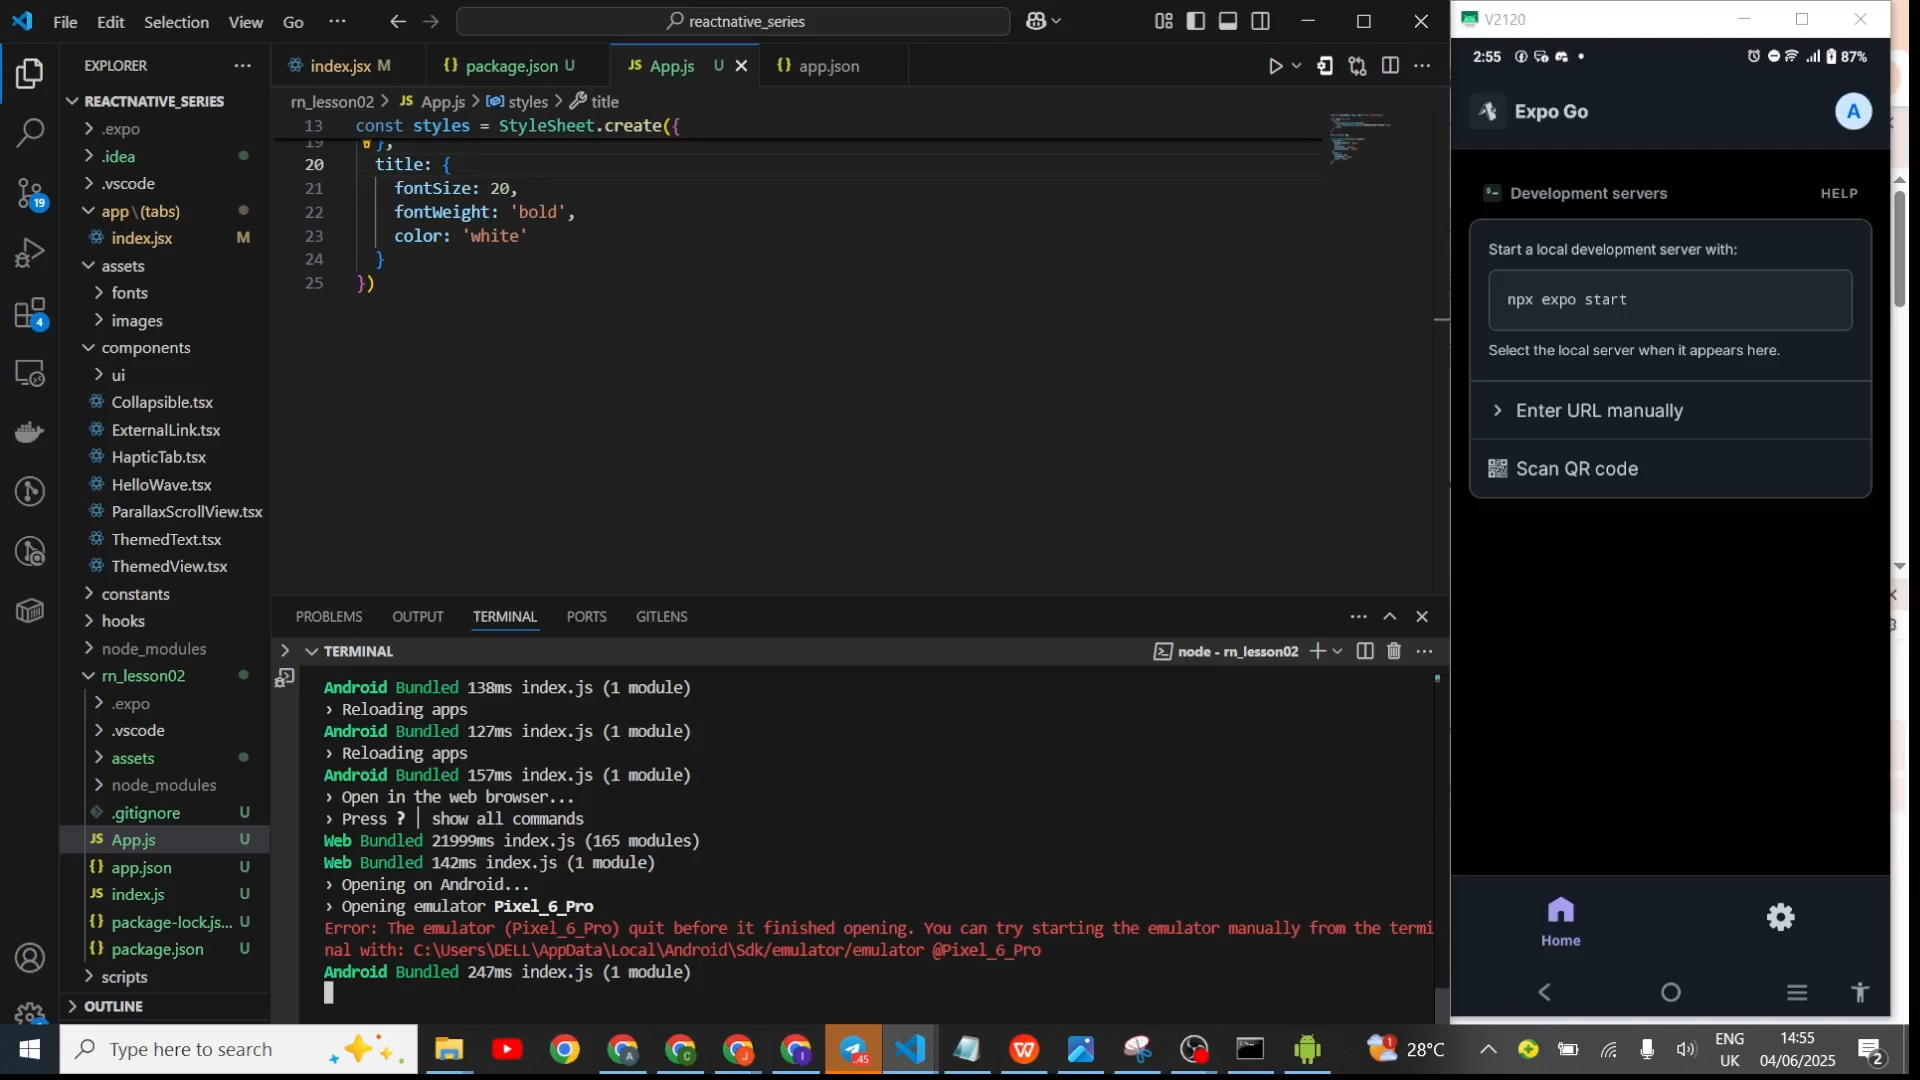 File Edit Selection View Go ···
reactnative_series
V2120
2:55
87%
EXPLORER
REACTNATIVE_SERIES
.expo
.idea
.vscode
app\(tabs)
index.jsx M
assets
fonts
images
components
ui
Collapsible.tsx
ExternalLink.tsx
HapticTab.tsx
HelloWave.tsx
ParallaxScrollView.tsx
ThemedText.tsx
ThemedView.tsx
constants
hooks
node_modules
rn_lesson02
.expo
.vscode
assets
node_modules
.gitignore U
JS App.js U
{} app.json U
JS index.js U
{} package-lock.js... U
{} package.json U
scripts
OUTLINE
19
4
index.jsx M
{} package.json U
JS App.js U
{} app.json
rn_lesson02 > JS App.js > styles > title
13 const styles = StyleSheet.create({
19 },
20 title: {
21 fontSize: 20,
22 fontWeight: 'bold',
23 color: 'white'
24 }
25 })
PROBLEMS OUTPUT TERMINAL PORTS GITLENS
TERMINAL
node - rn_lesson02
Android Bundled 138ms index.js (1 module)
› Reloading apps
Android Bundled 127ms index.js (1 module)
› Reloading apps
Android Bundled 157ms index.js (1 module)
› Open in the web browser...
› Press ? │ show all commands
Web Bundled 21999ms index.js (165 modules)
Web Bundled 142ms index.js (1 module)
› Opening on Android...
› Opening emulator Pixel_6_Pro
Error: The emulator (Pixel_6_Pro) quit before it finished opening. You can try starting the emulator manually from the termi
nal with: C:\Users\DELL\AppData\Local\Android\Sdk/emulator/emulator @Pixel_6_Pro
Android Bundled 247ms index.js (1 module)
Expo Go
A
Development servers
HELP
Start a local development server with:
npx expo start
Select the local server when it appears here.
Enter URL manually
Scan QR code
Home
Type here to search
A
C
J
I
.45
W
28°C
ENG
UK
14:55
04/06/2025
2